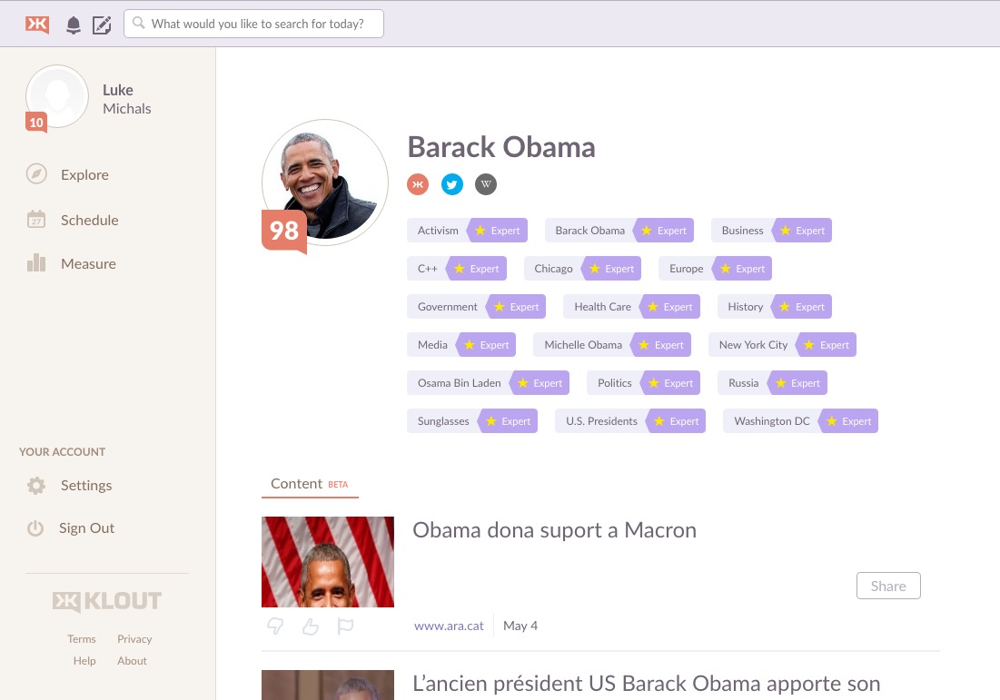 What would you like to search for today?
Luke
Michals
10
Explore
27
Schedule
Measure
YOUR ACCOUNT
Settings
Sign Out
KLOUT
Terms Privacy
Help About
98
Barack Obama
W
Activism Expert Barack Obama Expert Business Expert
C++ Expert Chicago Expert Europe Expert
Government Expert Health Care Expert History Expert
Media Expert Michelle Obama Expert New York City Expert
Osama Bin Laden Expert Politics Expert Russia Expert
Sunglasses Expert U.S. Presidents Expert Washington DC Expert
Content BETA
Obama dona suport a Macron
Share
www.ara.cat May 4
L'ancien président US Barack Obama apporte son